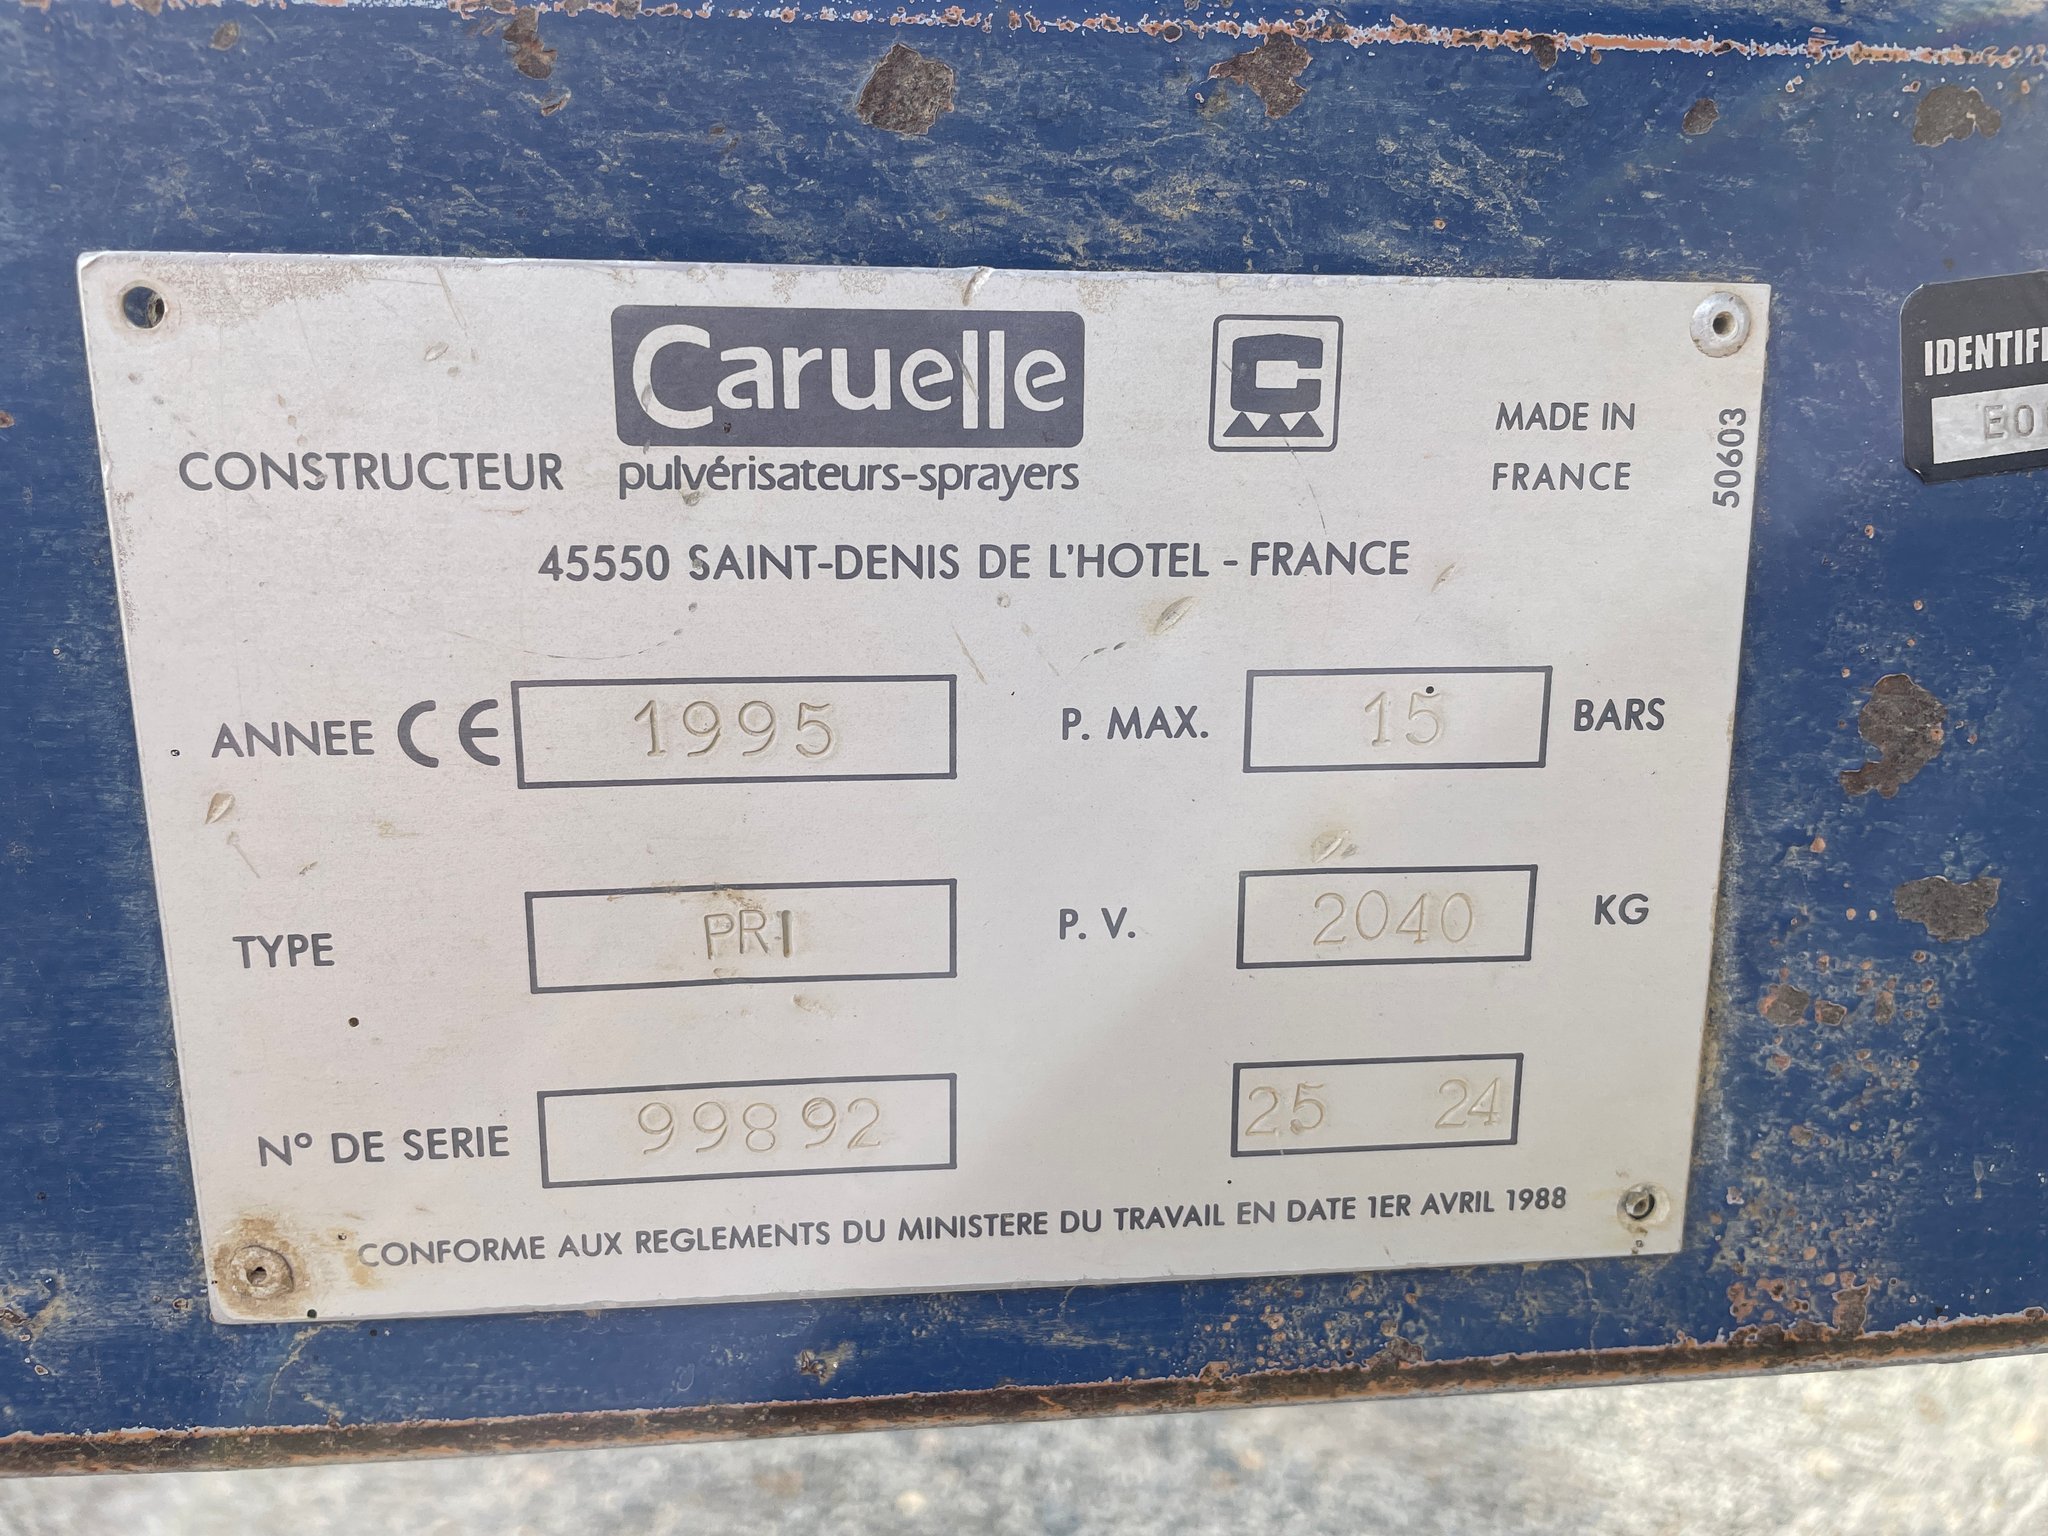 Caruelle
CONSTRUCTEUR pulvérisateurs-sprayers
MADE IN
FRANCE
50603
45550 SAINT-DENIS DE L'HOTEL - FRANCE
ANNEE CE 1995
P. MAX. 15 BARS
TYPE PRI
P. V. 2040 KG
Nº DE SERIE 99892
25 24
CONFORME AUX REGLEMENTS DU MINISTERE DU TRAVAIL EN DATE 1ER AVRIL 1988